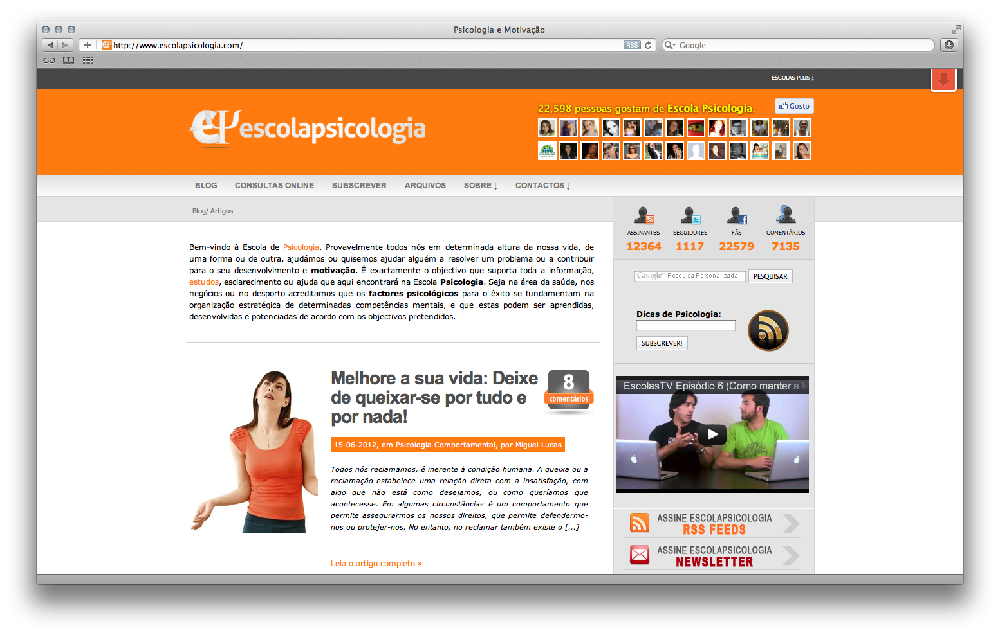 Psicologia e Motivação
http://www.escolapsicologia.com/
RSS
Google
ESCOLAS PLUS ↓
escolapsicologia
22,598 pessoas gostam de Escola Psicologia.
Gosto
BLOG
CONSULTAS ONLINE
SUBSCREVER
ARQUIVOS
SOBRE ↓
CONTACTOS ↓
Blog/ Artigos
ASSINANTES
12364
SEGUIDORES
1117
FÃS
22579
COMENTÁRIOS
7135
Bem-vindo à Escola de Psicologia. Provavelmente todos nós em determinada altura da nossa vida, de
uma forma ou de outra, ajudámos ou quisemos ajudar alguém a resolver um problema ou a contribuir
para o seu desenvolvimento e motivação. É exactamente o objectivo que suporta toda a informação,
estudos, esclarecimento ou ajuda que aqui encontrará na Escola Psicologia. Seja na área da saúde, nos
negócios ou no desporto acreditamos que os factores psicológicos para o êxito se fundamentam na
organização estratégica de determinadas competências mentais, e que estas podem ser aprendidas,
desenvolvidas e potenciadas de acordo com os objectivos pretendidos.
Google™ Pesquisa Personalizada
PESQUISAR
Dicas de Psicologia:
SUBSCREVER!
Melhore a sua vida: Deixe
de queixar-se por tudo e
por nada!
8
comentários
15-06-2012, em Psicologia Comportamental, por Miguel Lucas
Todos nós reclamamos, é inerente à condição humana. A queixa ou a
reclamação estabelece uma relação direta com a insatisfação, com
algo que não está como desejamos, ou como queríamos que
acontecesse. Em algumas circunstâncias é um comportamento que
permite assegurarmos os nossos direitos, que permite defendermo-
nos ou protejer-nos. No entanto, no reclamar também existe o [...]
Leia o artigo completo »
EscolasTV Episódio 6 (Como manter a M
ASSINE ESCOLAPSICOLOGIA
RSS FEEDS
ASSINE ESCOLAPSICOLOGIA
NEWSLETTER